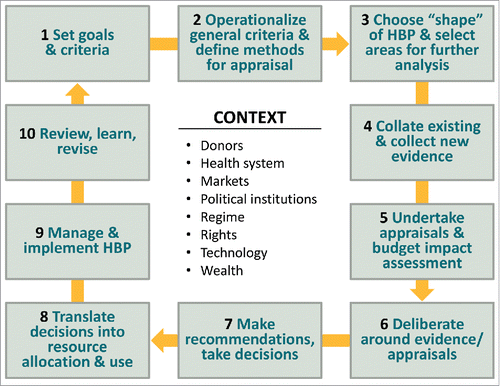 1 Set goals
& criteria
2 Operationalize
general criteria &
define methods
for appraisal
3 Choose “shape”
of HBP & select
areas for further
analysis
4 Collate existing
& collect new
evidence
5 Undertake
appraisals &
budget impact
assessment
6 Deliberate
around evidence/
appraisals
7 Make
recommendations,
take decisions
8 Translate
decisions into
resource
allocation & use
9 Manage &
implement HBP
10 Review, learn,
revise
CONTEXT
• Donors
• Health system
• Markets
• Political institutions
• Regime
• Rights
• Technology
• Wealth